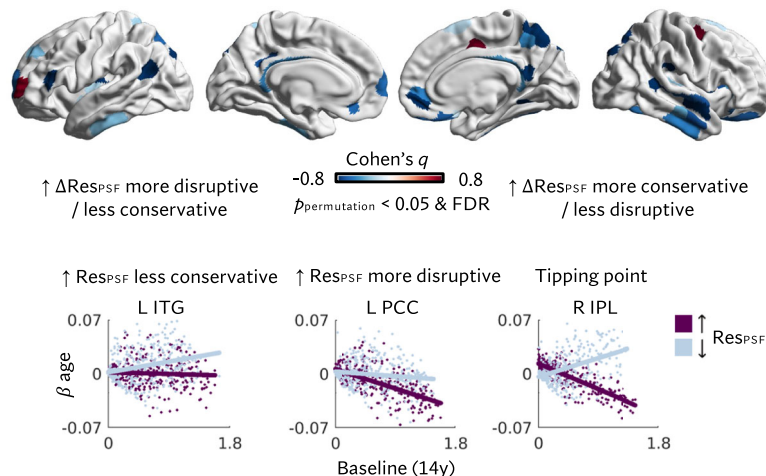 Cohen's q
-0.8 0.8
p permutation < 0.05 & FDR
↑ ΔResPSF more disruptive
/ less conservative
↑ ΔResPSF more conservative
/ less disruptive
↑ ResPSF less conservative
↑ ResPSF more disruptive
Tipping point
L ITG
L PCC
R IPL
0.07
0
-0.07
β age
0
1.8
0.07
0
-0.07
0
1.8
0.07
0
-0.07
0
1.8
Baseline (14y)
↑
↓
ResPSF